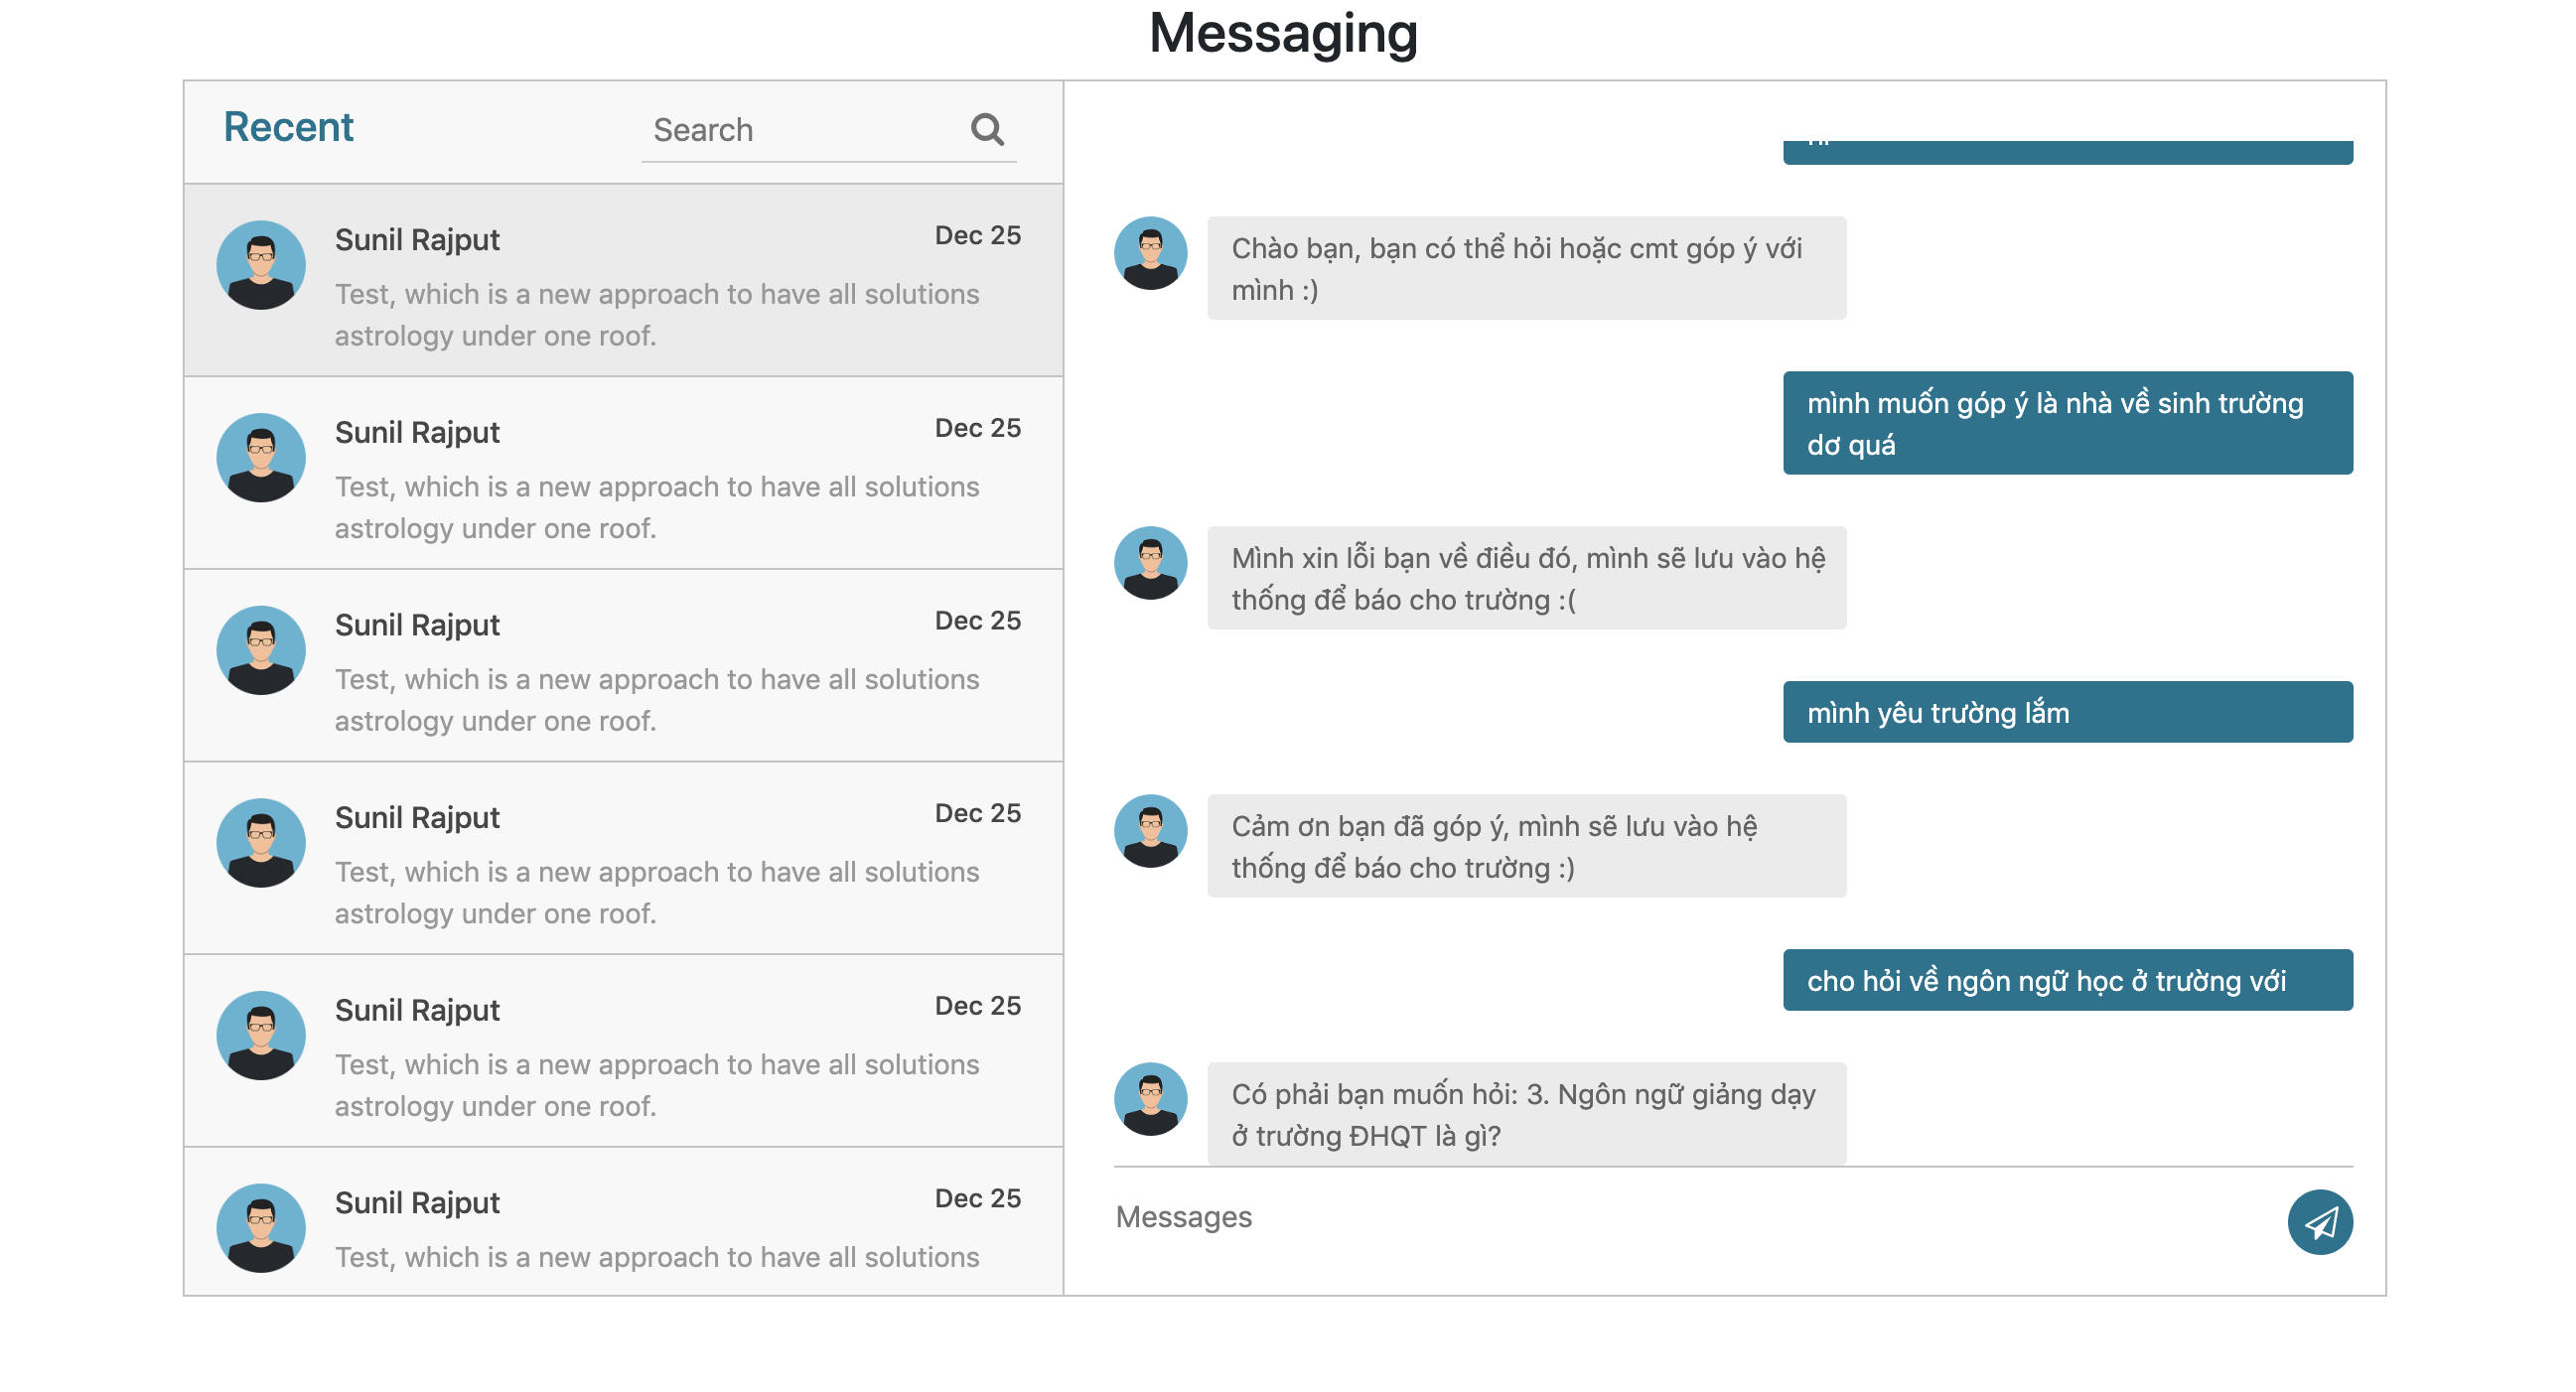 Messaging
Recent
Search
Sunil Rajput
Dec 25
Test, which is a new approach to have all solutions
astrology under one roof.
Sunil Rajput
Dec 25
Test, which is a new approach to have all solutions
astrology under one roof.
Sunil Rajput
Dec 25
Test, which is a new approach to have all solutions
astrology under one roof.
Sunil Rajput
Dec 25
Test, which is a new approach to have all solutions
astrology under one roof.
Sunil Rajput
Dec 25
Test, which is a new approach to have all solutions
astrology under one roof.
Sunil Rajput
Dec 25
Test, which is a new approach to have all solutions
Chào bạn, bạn có thể hỏi hoặc cmt góp ý với
mình :)
mình muốn góp ý là nhà về sinh trường
dơ quá
Mình xin lỗi bạn về điều đó, mình sẽ lưu vào hệ
thống để báo cho trường :(
mình yêu trường lắm
Cảm ơn bạn đã góp ý, mình sẽ lưu vào hệ
thống để báo cho trường :)
cho hỏi về ngôn ngữ học ở trường với
Có phải bạn muốn hỏi: 3. Ngôn ngữ giảng dạy
ở trường ĐHQT là gì?
Messages